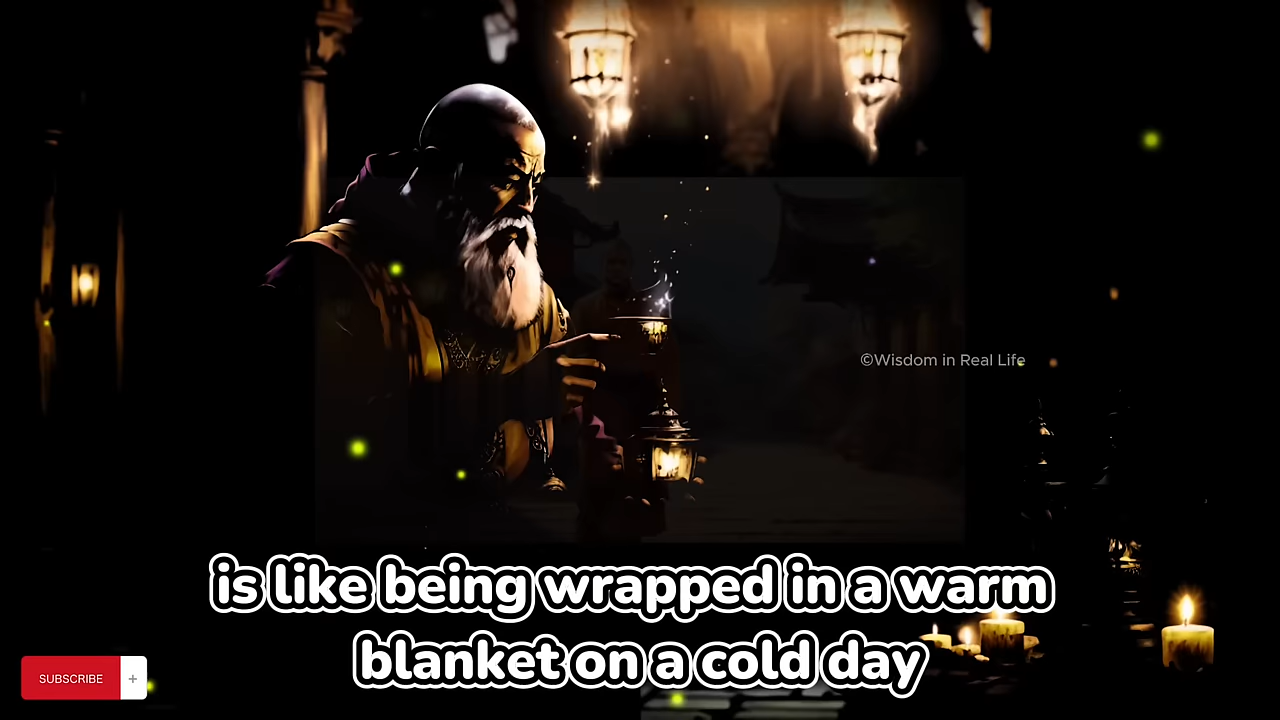 ©Wisdom in Real Life
is like being wrapped in a warm
blanket on a cold day
SUBSCRIBE +